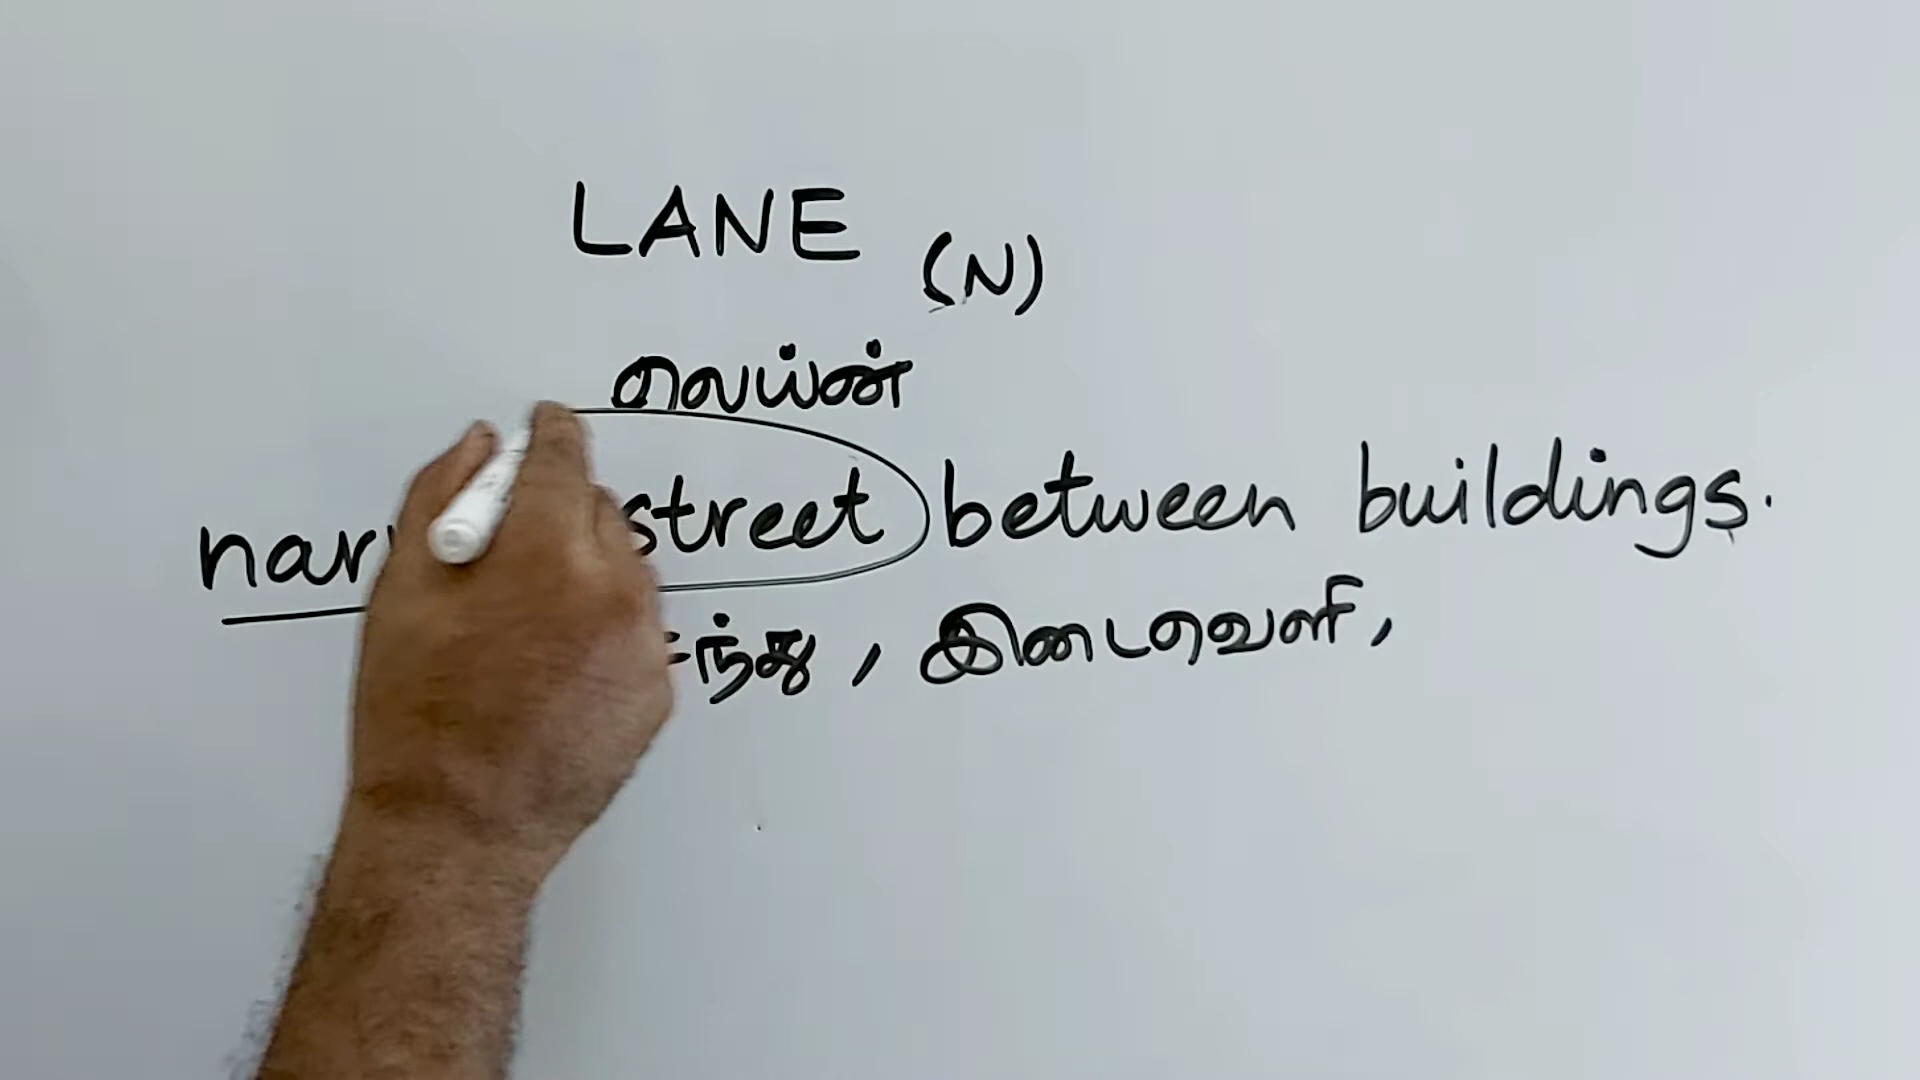 LANE (N)
லெய்ன்
street between buildings.
, இடைவெளி,